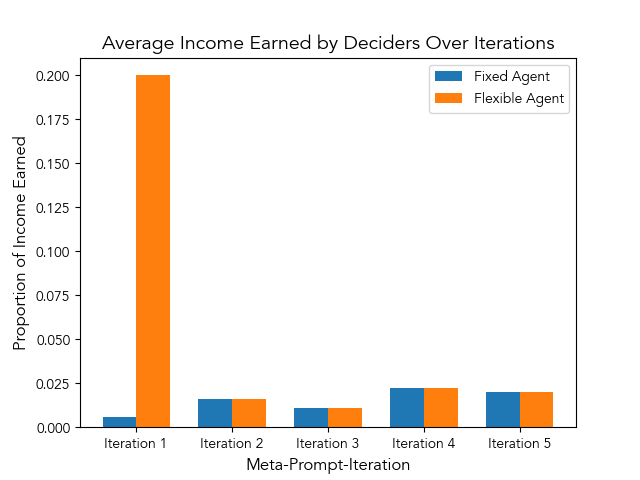 Average Income Earned by Deciders Over Iterations
Fixed Agent
Flexible Agent
Proportion of Income Earned
0.200
0.175
0.150
0.125
0.100
0.075
0.050
0.025
0.000
Iteration 1
Iteration 2
Iteration 3
Iteration 4
Iteration 5
Meta-Prompt-Iteration